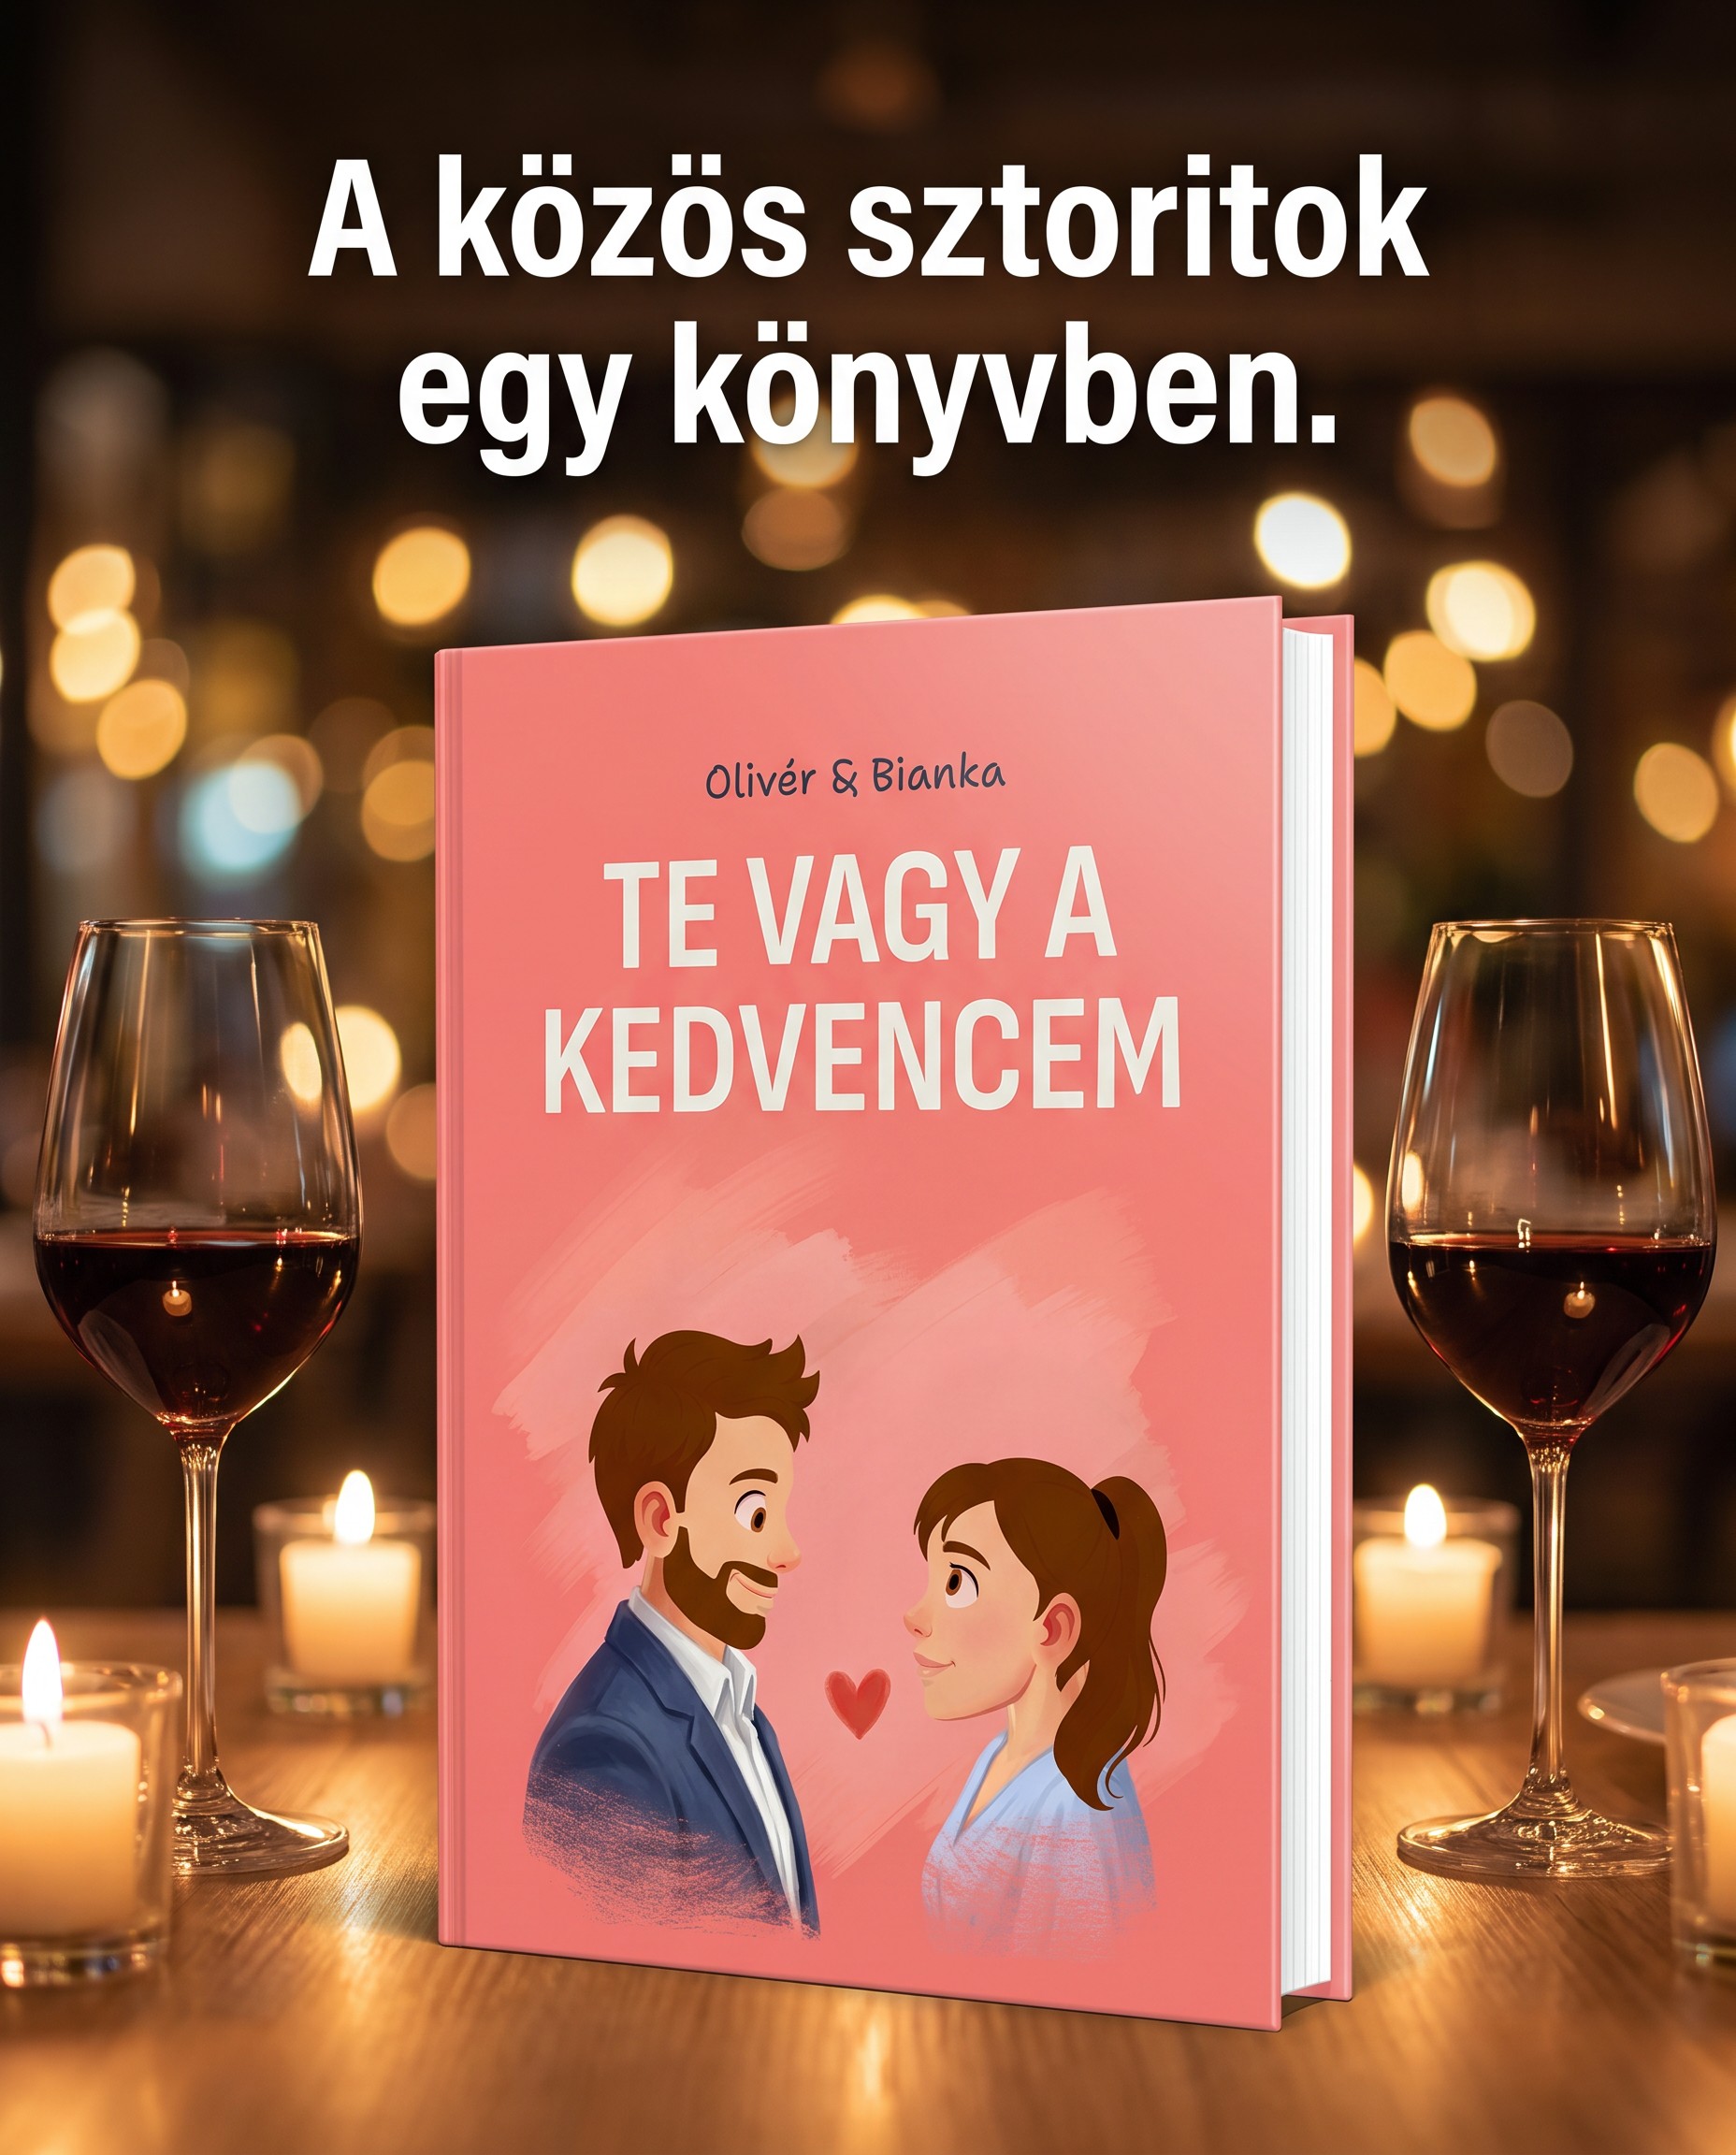 A közös sztoritok
egy könyvben.
Olivér & Bianka
TE VAGY A
KEDVENCEM